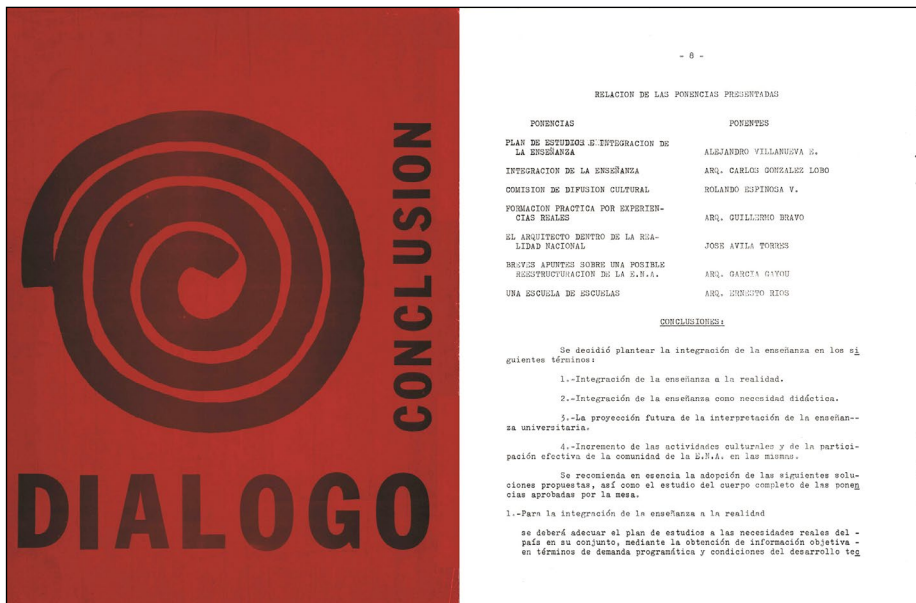 DIALOGO
CONCLUSION
- 8 -
RELACION DE LAS PONENCIAS PRESENTADAS
PONENCIAS PONENTES
PLAN DE ESTUDIOS E INTEGRACION DE
LA ENSEÑANZA ALEJANDRO VILLANUEVA E.
INTEGRACION DE LA ENSEÑANZA ARQ. CARLOS GONZALEZ LOBO
COMISION DE DIFUSION CULTURAL ROLANDO ESPINOSA V.
FORMACION PRACTICA POR EXPERIEN-
CIAS REALES ARQ. GUILLERMO BRAVO
EL ARQUITECTO DENTRO DE LA REA-
LIDAD NACIONAL JOSE AVILA TORRES
BREVES APUNTES SOBRE UNA POSIBLE
REESTRUCTURACION DE LA E.N.A. ARQ. GARCIA GAYOU
UNA ESCUELA DE ESCUELAS ARQ. ERNESTO RIOS
CONCLUSIONES:
Se decidió plantear la integración de la enseñanza en los si
guientes términos:
1.-Integración de la enseñanza a la realidad.
2.-Integración de la enseñanza como necesidad didáctica.
3.-La proyección futura de la interpretación de la enseñan--
za universitaria.
4.-Incremento de las actividades culturales y de la partici-
pación efectiva de la comunidad de la E.N.A. en las mismas.
Se recomienda en esencia la adopción de las siguientes solu-
ciones propuestas, así como el estudio del cuerpo completo de las ponen
cias aprobadas por la mesa.
1.-Para la integración de la enseñanza a la realidad
se deberá adecuar el plan de estudios a las necesidades reales del -
país en su conjunto, mediante la obtención de información objetiva -
en términos de demanda programática y condiciones del desarrollo tec